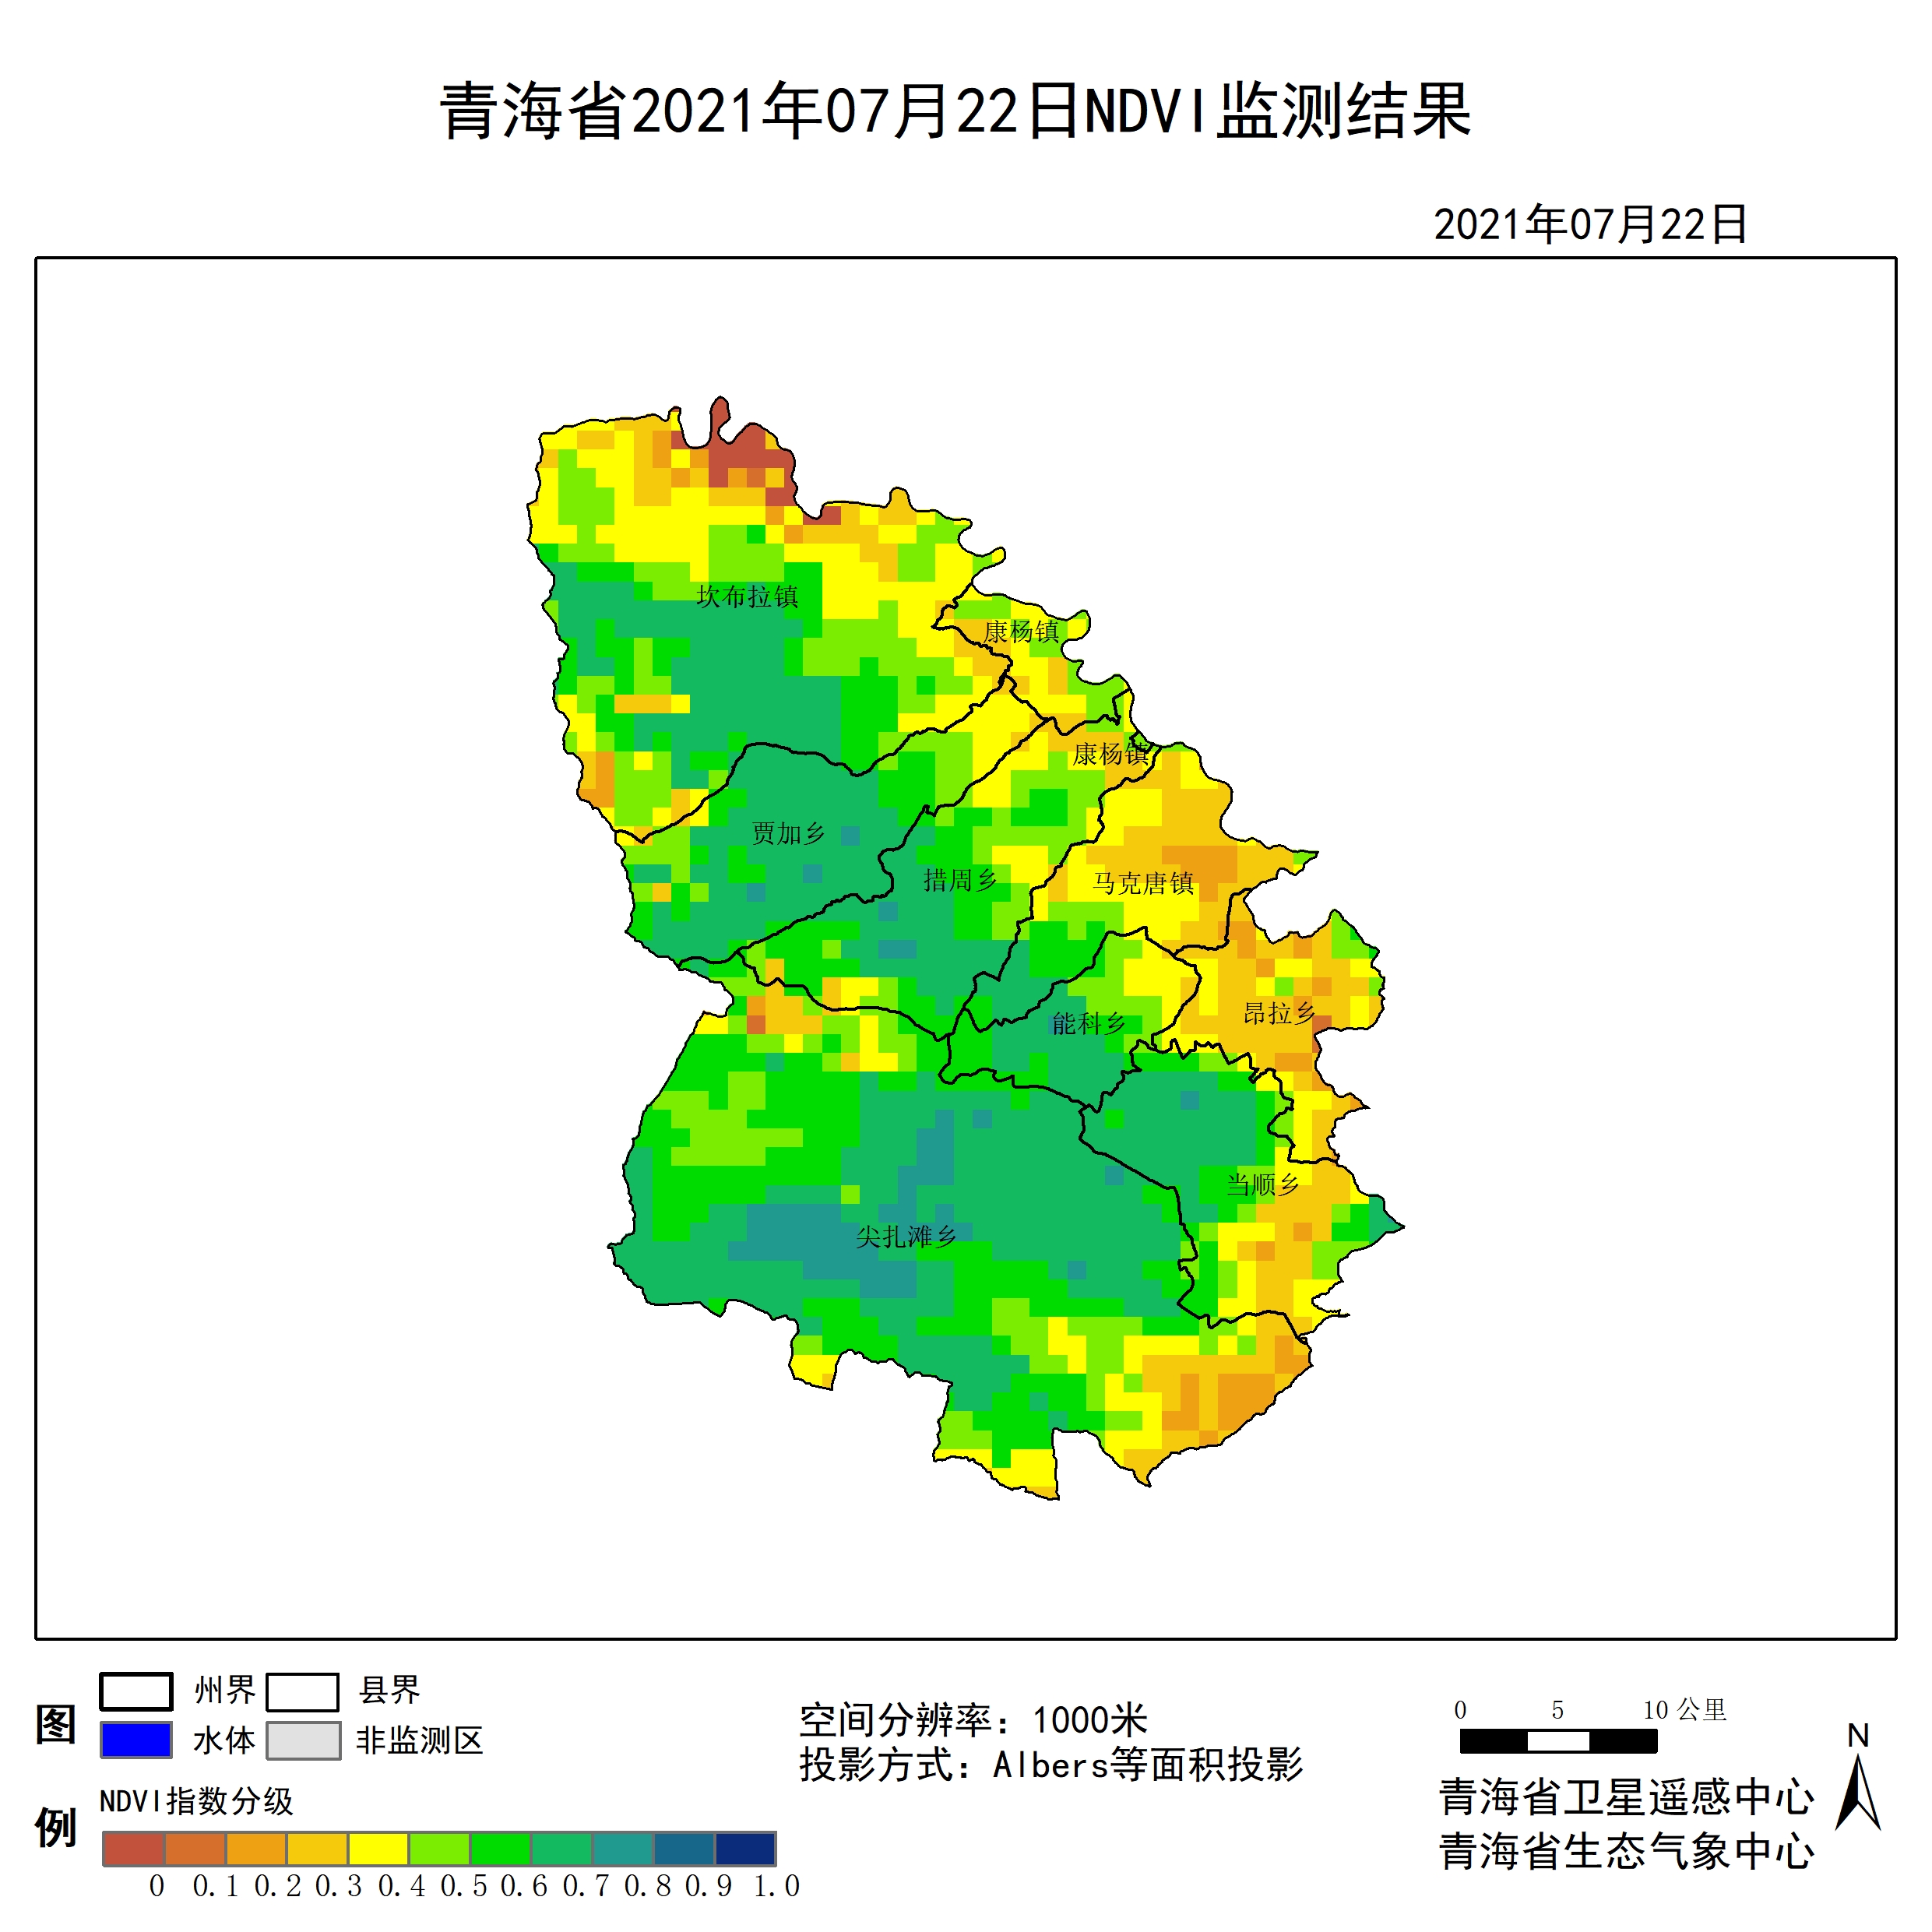 青海省2021年07月22日NDVI监测结果
2021年07月22日
坎布拉镇
康杨镇
康杨镇
贾加乡
措周乡
马克唐镇
昂拉乡
能科乡
当顺乡
尖扎滩乡
图例
州界
县界
水体
非监测区
NDVI指数分级
0 0.1 0.2 0.3 0.4 0.5 0.6 0.7 0.8 0.9 1.0
空间分辨率：1000米
投影方式：Albers等面积投影
0 5 10 公里
N
青海省卫星遥感中心
青海省生态气象中心